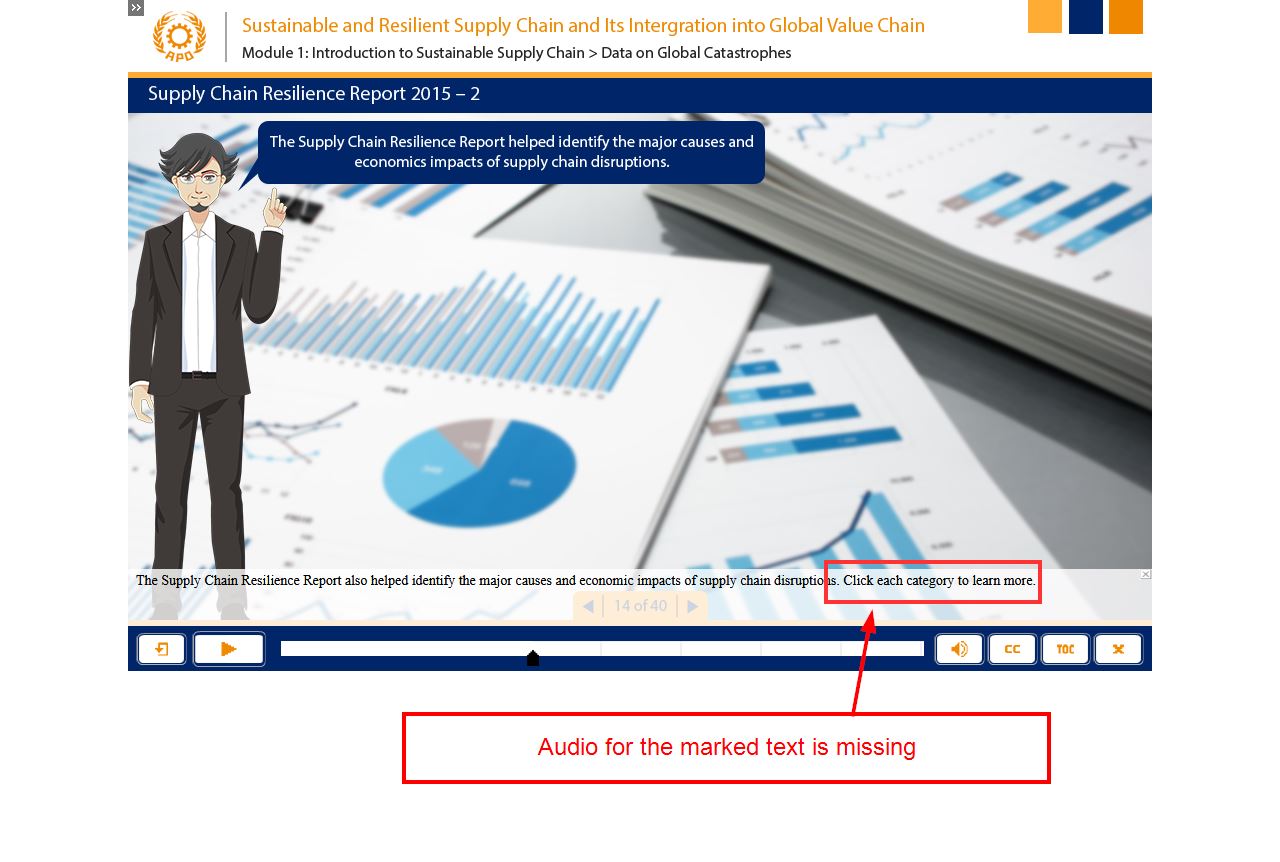 Sustainable and Resilient Supply Chain and Its Intergration into Global Value Chain
APO
Module 1: Introduction to Sustainable Supply Chain > Data on Global Catastrophes
Supply Chain Resilience Report 2015 – 2
The Supply Chain Resilience Report helped identify the major causes and
economics impacts of supply chain disruptions.
The Supply Chain Resilience Report also helped identify the major causes and economic impacts of supply chain disruptions. Click each category to learn more.
14 of 40
CC
TOC
Audio for the marked text is missing